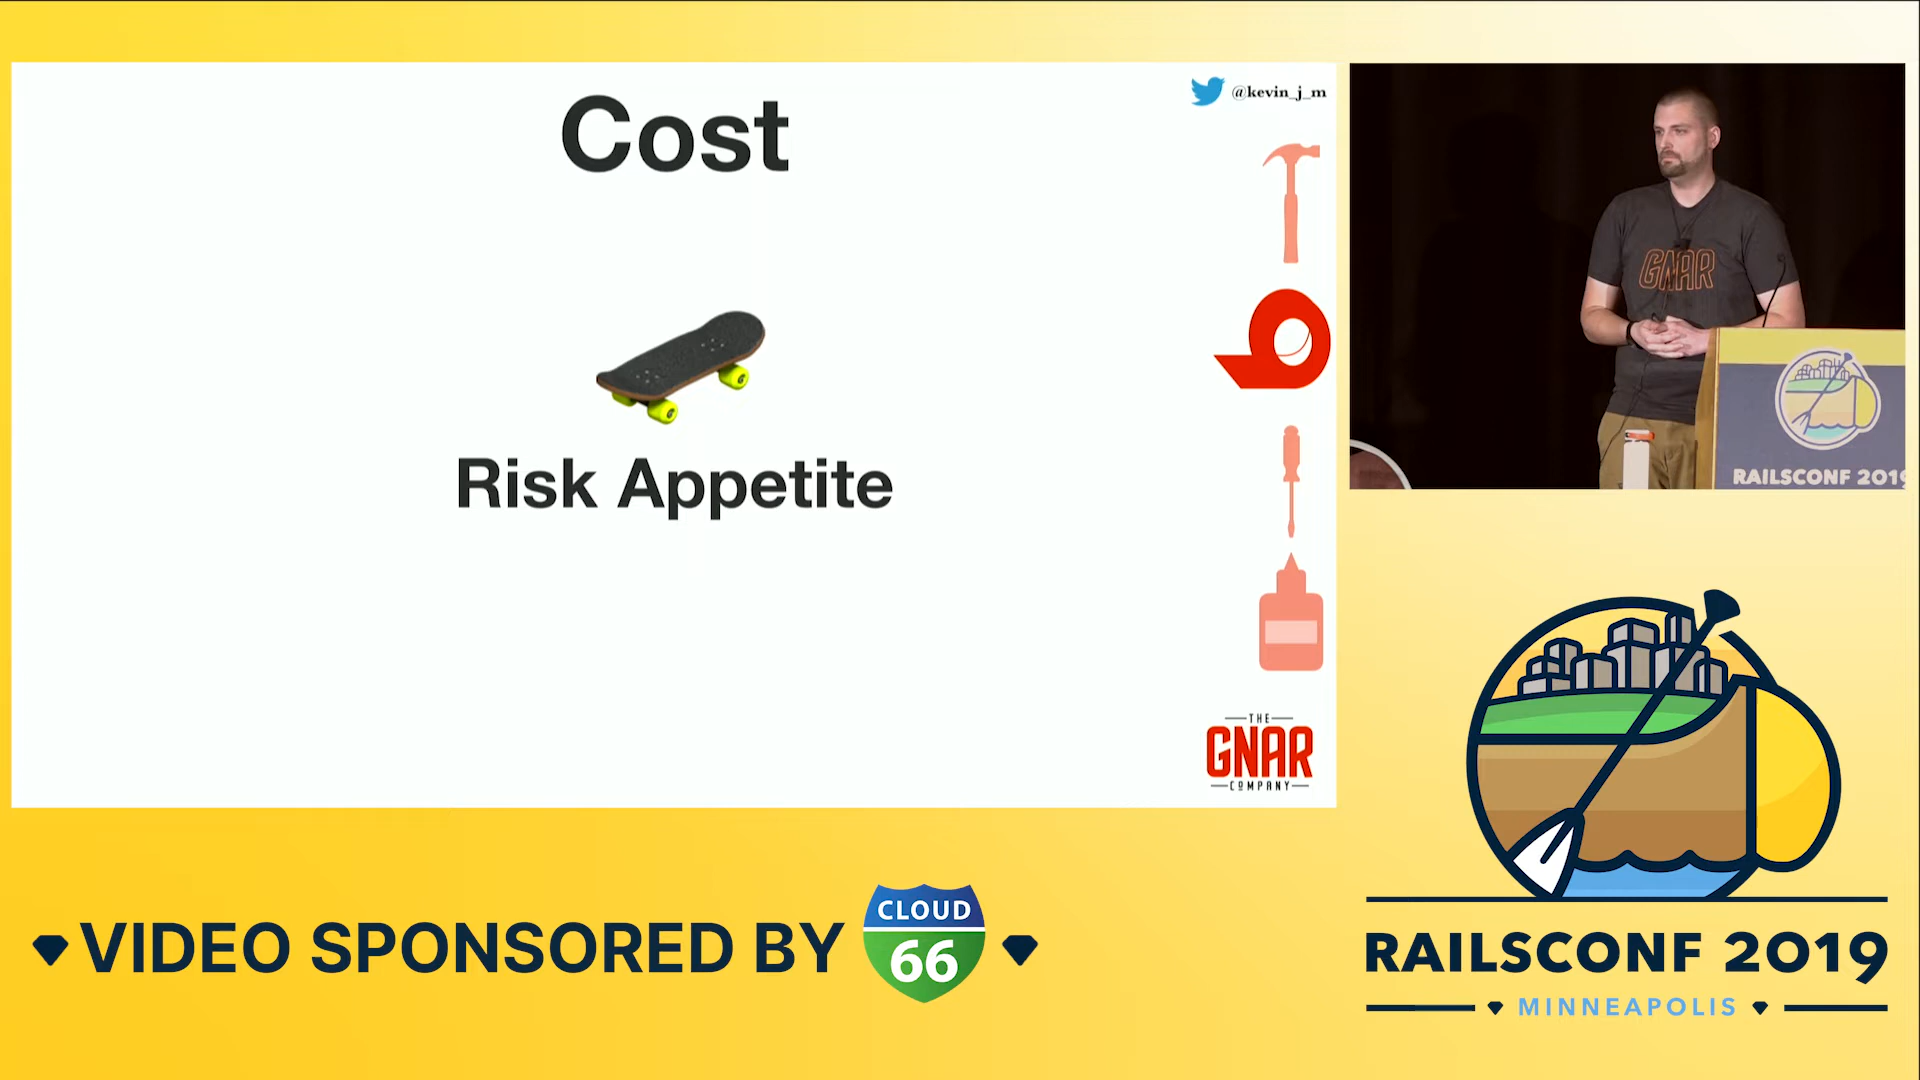 Cost
@kevin_j_m
Risk Appetite
THE
GNAR
COMPANY
GNAR
RAILSCONF 2019
VIDEO SPONSORED BY
CLOUD
66
RAILSCONF 2019
MINNEAPOLIS